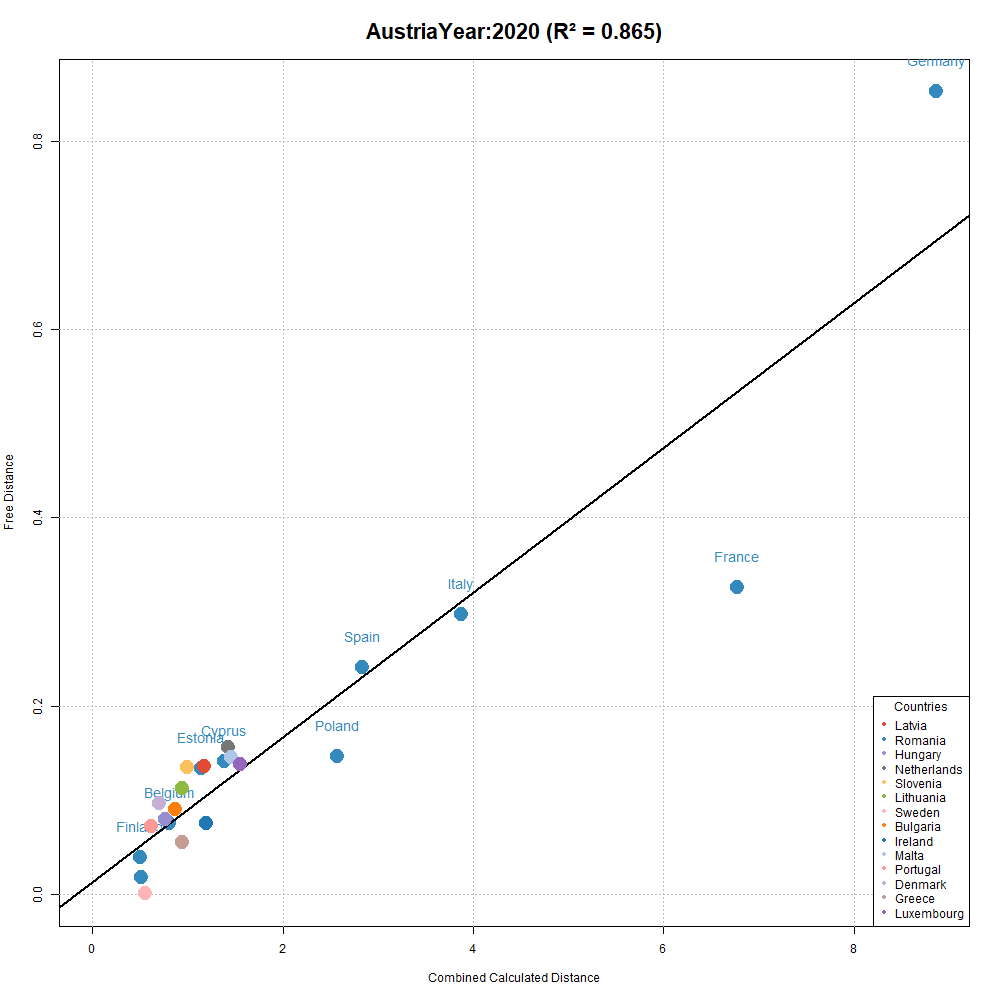 AustriaYear:2020 (R² = 0.865)
Germany
0.8
0.6
Free Distance
0.4
France
Italy
Spain
0.2
Poland
Cyprus
Estonia
Belgium
0.0
Countries
Latvia
Romania
Hungary
Netherlands
Slovenia
Lithuania
Sweden
Bulgaria
Ireland
Malta
Portugal
Denmark
Greece
Luxembourg
0 2 4 6 8
Combined Calculated Distance